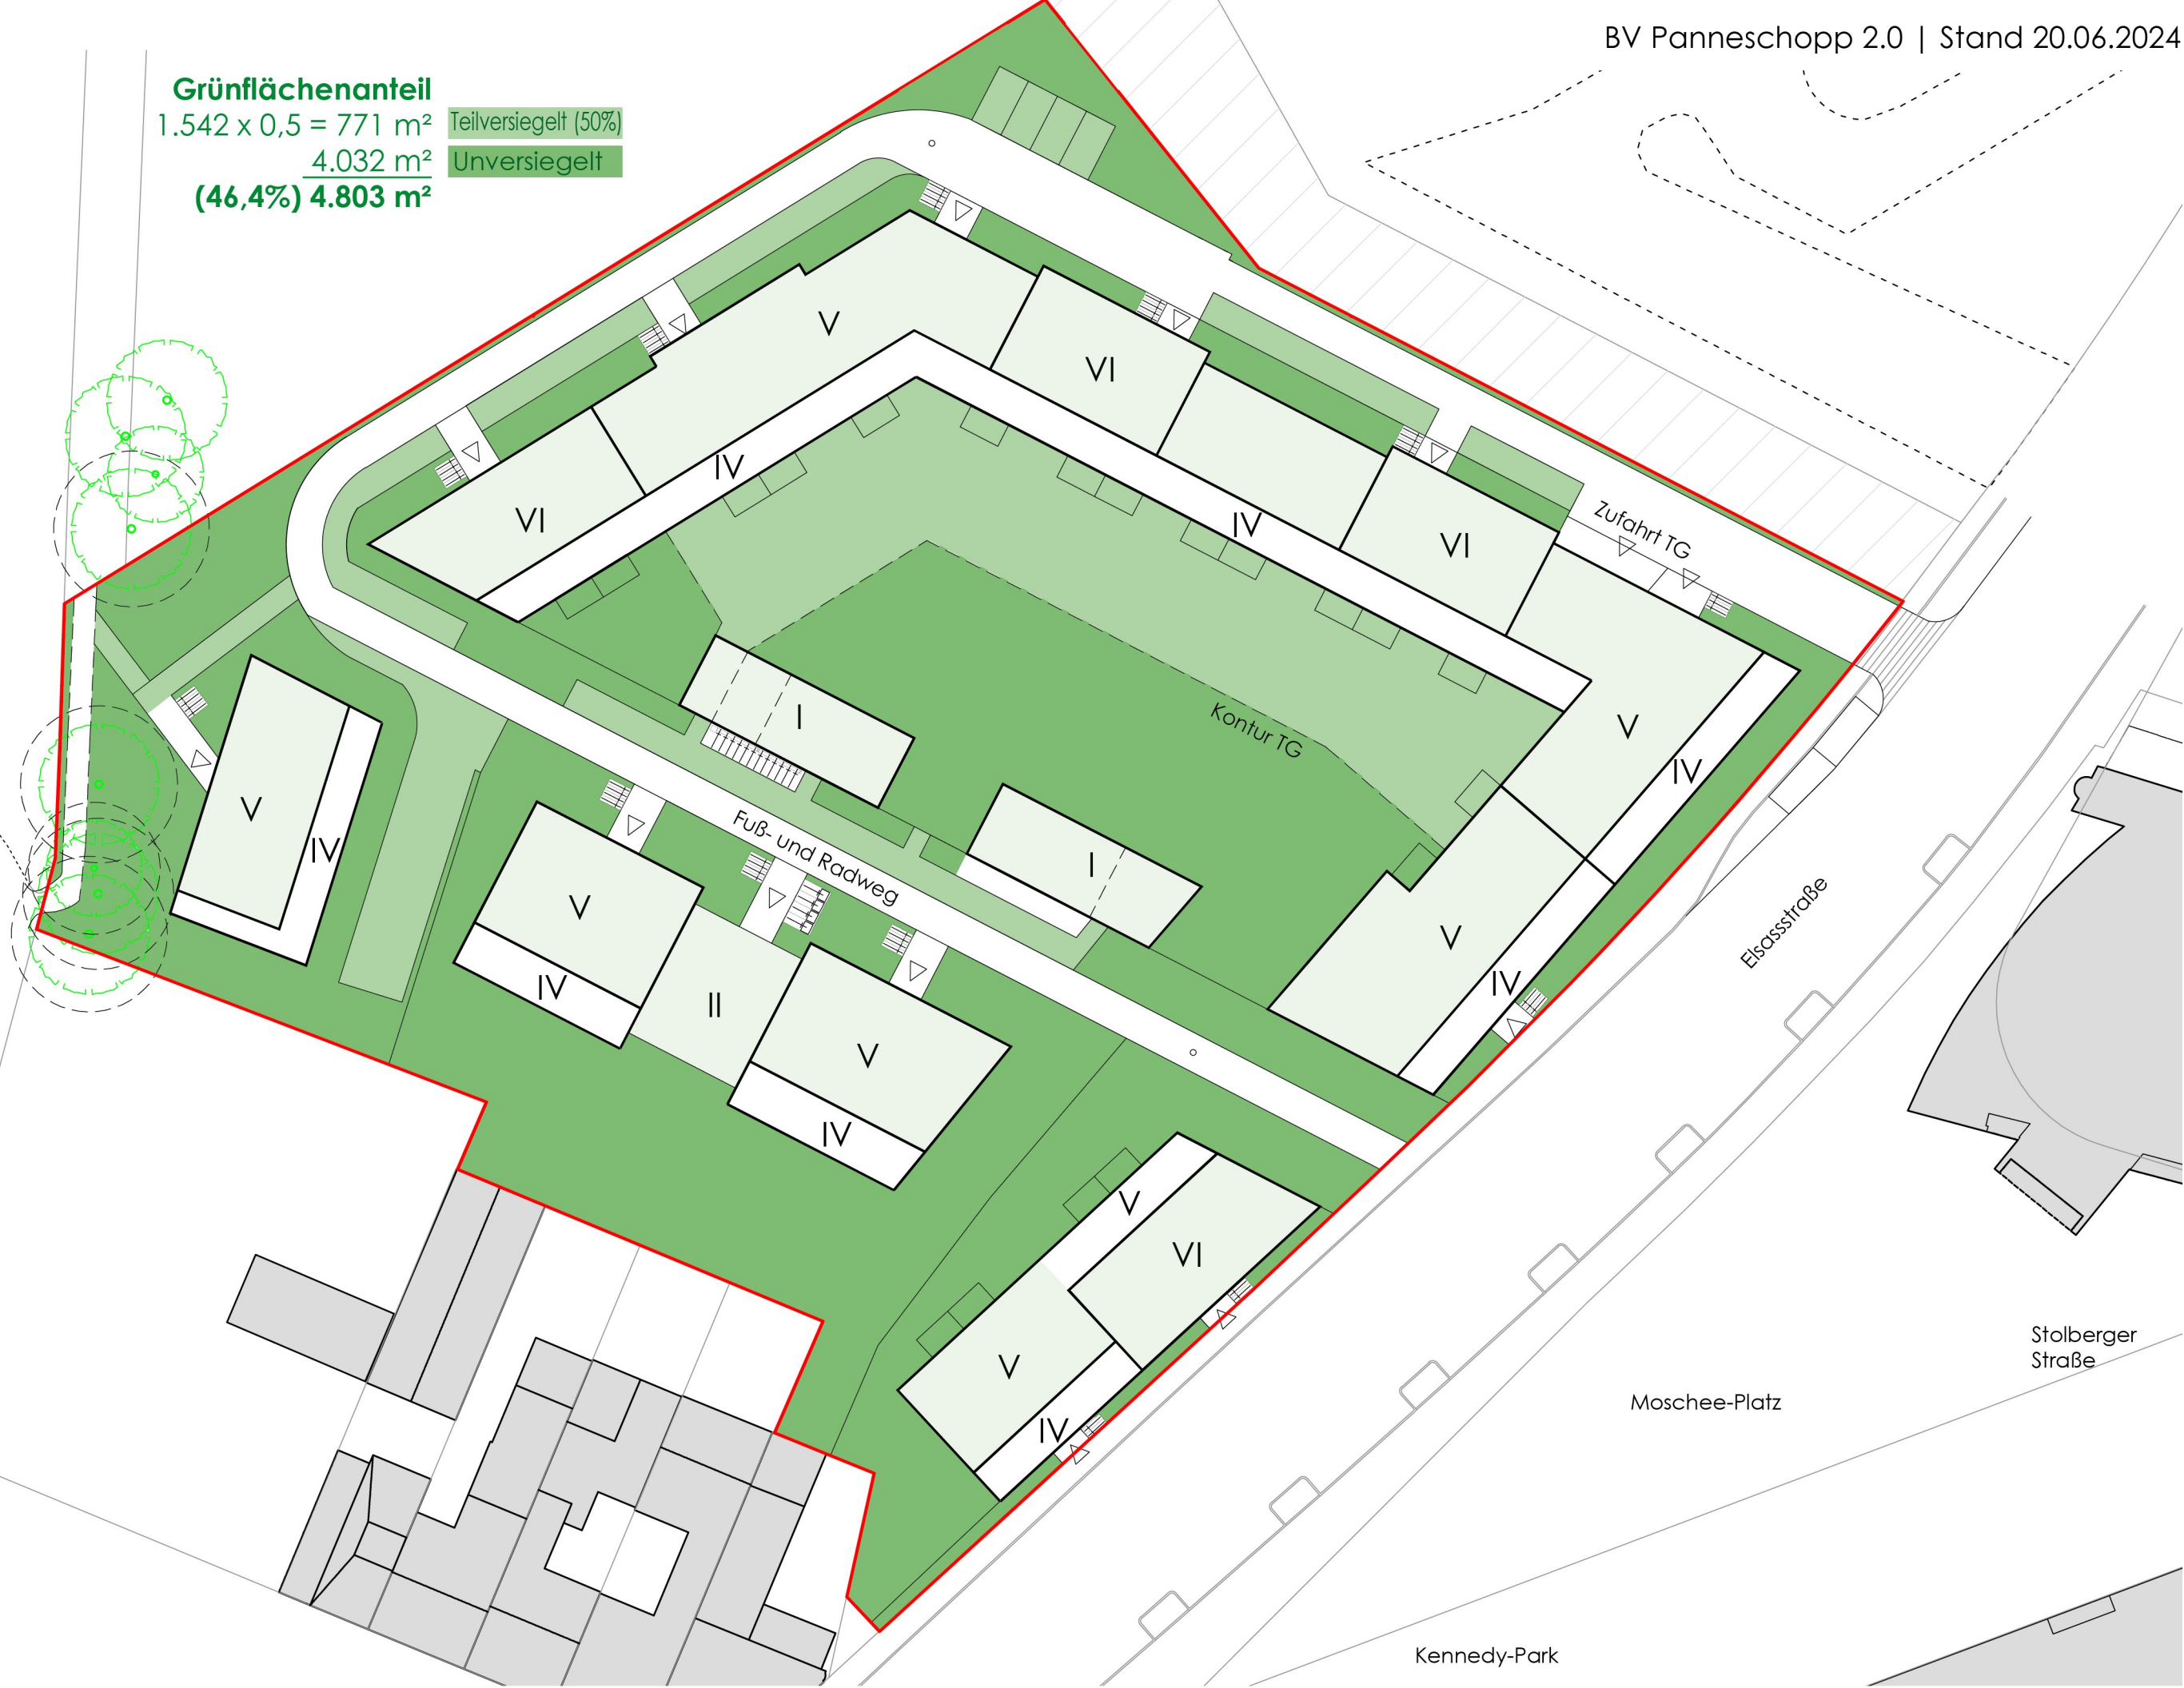 BV Panneschopp 2.0 | Stand 20.06.2024
Grünflächenanteil
1.542 x 0,5 = 771 m² Teilversiegelt (50%)
4.032 m² Unversiegelt
(46,4%) 4.803 m²
V
VI
IV
VI
IV
VI
Zufahrt TG
I
Kontur TG
V
IV
V
IV
Fuß- und Radweg
I
V
IV
V
IV
II
V
IV
V
IV
Elsassstraße
V
VI
V
IV
Stolberger
Straße
Moschee-Platz
Kennedy-Park